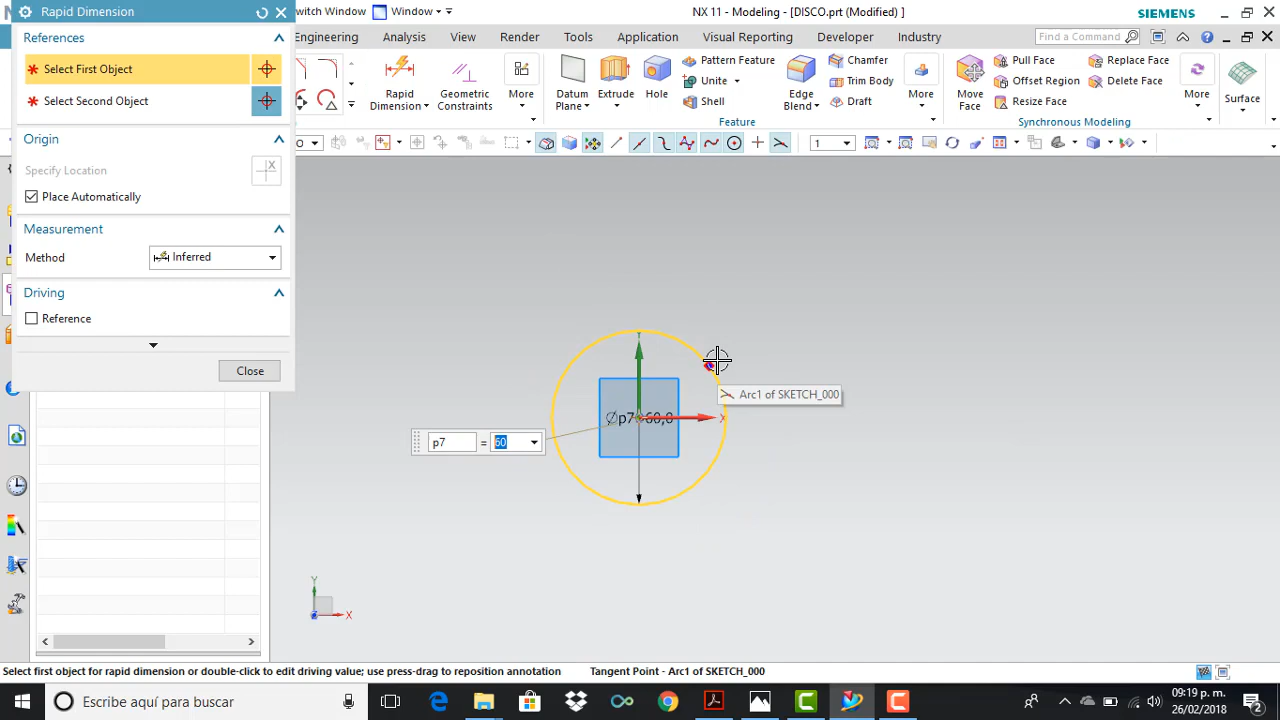 Rapid Dimension
References
Select First Object
Select Second Object
Origin
Specify Location
Place Automatically
Measurement
Method
Inferred
Driving
Reference
Close
witch Window
Window
NX 11 - Modeling - [DISCO.prt (Modified) ]
SIEMENS
Engineering
Analysis
View
Render
Tools
Application
Visual Reporting
Developer
Industry
Find a Command
Rapid
Dimension
Geometric
Constraints
More
Datum
Plane
Extrude
Hole
Pattern Feature
Unite
Shell
Edge
Blend
Chamfer
Trim Body
Draft
More
Feature
Move
Face
Pull Face
Offset Region
Resize Face
Replace Face
Delete Face
More
Synchronous Modeling
Surface
1
Y
Arc1 of SKETCH_000
X
p7
=
60
Y
X
Select first object for rapid dimension or double-click to edit driving value; use press-drag to reposition annotation
Tangent Point - Arc1 of SKETCH_000
Escribe aquí para buscar
09:19 p. m.
26/02/2018
2